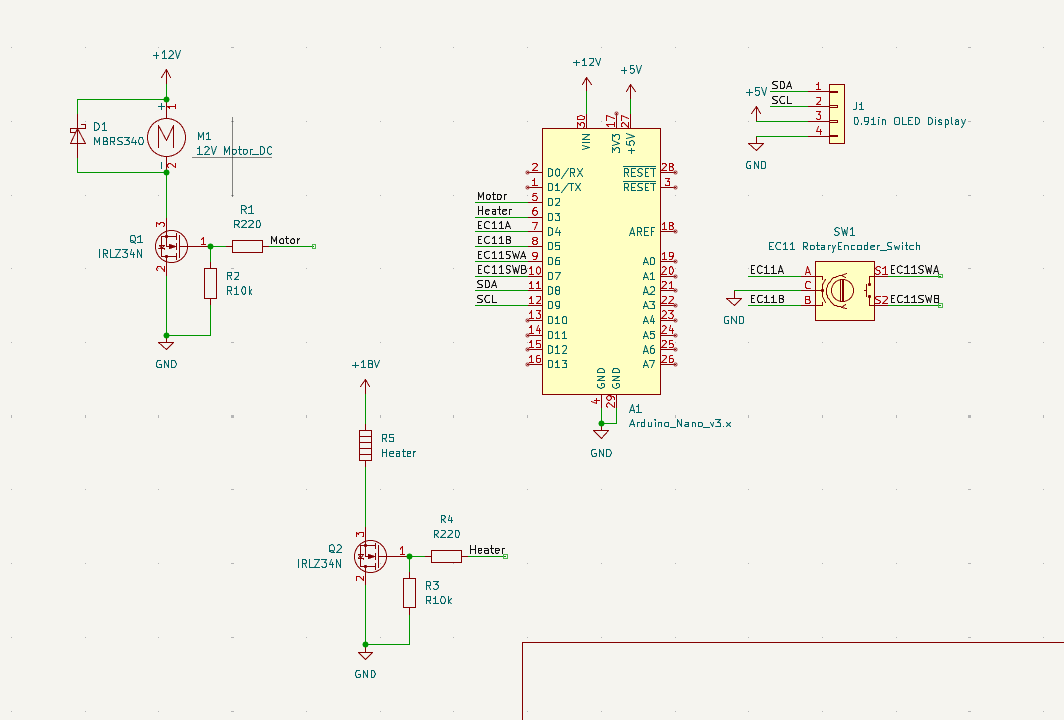 +12V
+
1
D1
MBRS340
M
M1
12V Motor_DC
-
2
R1
R220
3
Q1
IRLZ34N
1
Motor
2
R2
R10k
GND
+18V
R5
Heater
R4
R220
3
Q2
IRLZ34N
1
Heater
2
R3
R10k
GND
+12V
+5V
30
17
27
VIN
3V3
+5V
2
D0/RX
RESET
28
1
D1/TX
RESET
3
Motor
5
D2
Heater
6
D3
EC11A
7
D4
AREF
18
EC11B
8
D5
EC115WA
9
D6
A0
19
EC11SWB
10
D7
A1
20
SDA
11
D8
A2
21
SCL
12
D9
A3
22
13
D10
A4
23
14
D11
A5
24
15
D12
A6
25
16
D13
A7
26
GND
GND
4
29
A1
Arduino_Nano_v3.x
GND
SDA
1
+5V
SCL
2
J1
3
0.91in OLED Display
4
GND
SW1
EC11 RotaryEncoder_Switch
EC11A
A
S1
EC11SWA
C
EC11B
B
S2
EC11SWB
GND